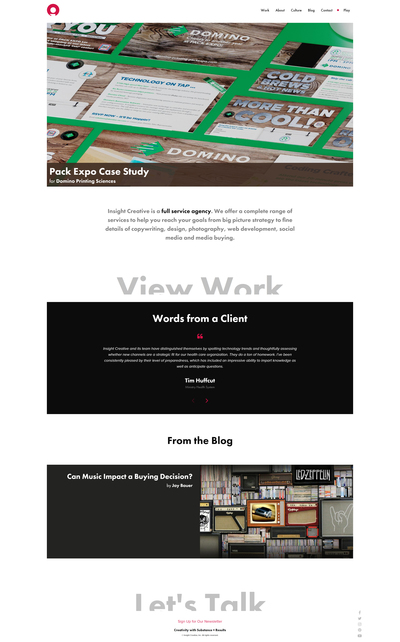 Work About Culture Blog Contact Play
DOMINO
DOMINO
TECHNOLOGY ON TAP...
COLD
BREWS
& HOT NEWS
MORE THAN
COOL!
DOMINO
Pack Expo Case Study
for Domino Printing Sciences
Insight Creative is a full service agency. We offer a complete range of
services to help you reach your goals from big picture strategy to fine
details of copywriting, design, photography, web development, social
media and media buying.
View Work
Words from a Client
Insight Creative and its team have distinguished themselves by spotting technology trends and thoughtfully assessing
whether new channels are a strategic fit for our health care organization. They do a ton of homework. I've been
consistently pleased by their level of preparedness, which has included an impressive ability to impart knowledge as
well as anticipate questions.
Tim Huffcut
From the Blog
Can Music Impact a Buying Decision?
by Jay Bauer
LED ZEPPELIN
Let's Talk
Sign Up for Our Newsletter
Creativity with Substance = Results